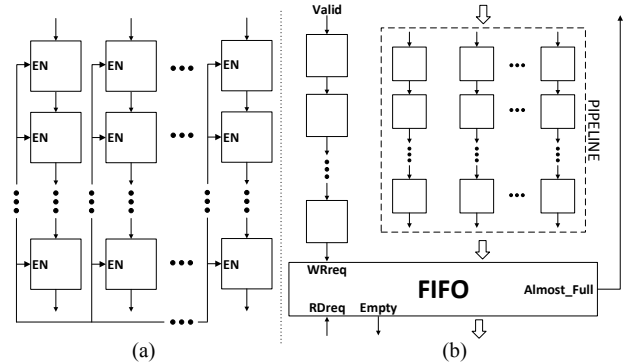 EN
EN
EN
EN
EN
EN
EN
EN
EN
(a)
Valid
PIPELINE
WRreq
FIFO
Almost_Full
RDreq
Empty
(b)